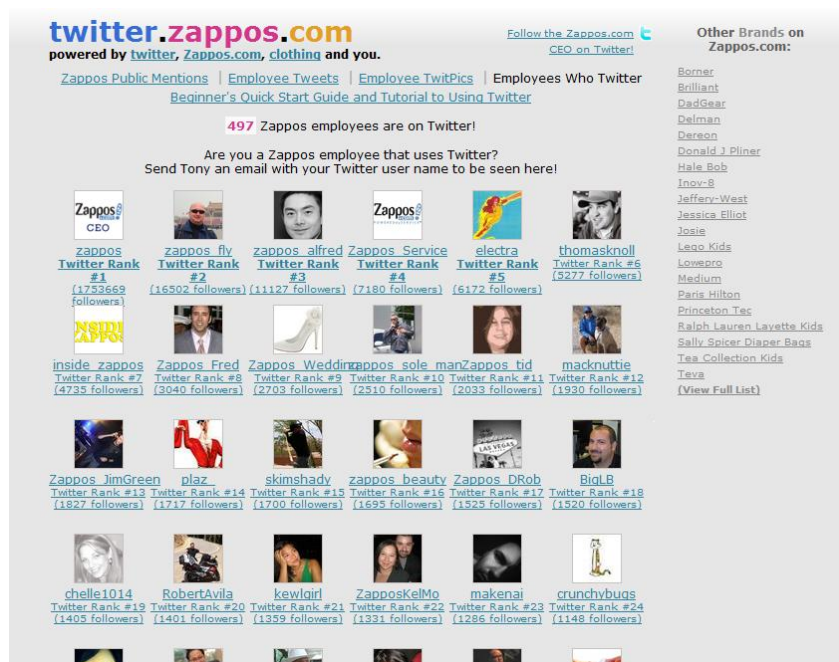 twitter.zappos.com
powered by twitter, Zappos.com, clothing and you.
Follow the Zappos.com
CEO on Twitter!
Zappos Public Mentions | Employee Tweets | Employee TwitPics | Employees Who Twitter
Beginner's Quick Start Guide and Tutorial to Using Twitter
497 Zappos employees are on Twitter!
Are you a Zappos employee that uses Twitter?
Send Tony an email with your Twitter user name to be seen here!
Zappos
CEO
Zappos
zappos zappos_fly zappos_alfred Zappos_Service electra thomasknoll
Twitter Rank Twitter Rank Twitter Rank Twitter Rank Twitter Rank Twitter Rank #6
#1 #2 #3 #4 #5 (5277 followers)
(1753669 (16502 followers) (11127 followers) (7180 followers) (6172 followers)
followers)
INSIDE
ZAPPOS
inside_zappos Zappos_Fred Zappos_Wedding zappos_sole_man Zappos_tid macknuttie
Twitter Rank #7 Twitter Rank #8 Twitter Rank #9 Twitter Rank #10 Twitter Rank #11 Twitter Rank #12
(4735 followers) (3040 followers) (2703 followers) (2510 followers) (2033 followers) (1930 followers)
LAS VEGAS
Zappos_JimGreen plaz_ skimshady zappos_beauty Zappos_DRob BigLB
Twitter Rank #13 Twitter Rank #14 Twitter Rank #15 Twitter Rank #16 Twitter Rank #17 Twitter Rank #18
(1827 followers) (1717 followers) (1700 followers) (1695 followers) (1525 followers) (1520 followers)
chelle1014 RobertAvila kewlgirl ZapposKelMo makenai crunchybugs
Twitter Rank #19 Twitter Rank #20 Twitter Rank #21 Twitter Rank #22 Twitter Rank #23 Twitter Rank #24
(1405 followers) (1401 followers) (1359 followers) (1331 followers) (1286 followers) (1148 followers)
Other Brands on
Zappos.com:
Borner
Brilliant
DadGear
Delman
Dereon
Donald J Pliner
Hale Bob
Inov-8
Jeffery-West
Jessica Elliot
Josie
Lego Kids
Lowepro
Medium
Paris Hilton
Princeton Tec
Ralph Lauren Layette Kids
Sally Spicer Diaper Bags
Tea Collection Kids
Teva
(View Full List)